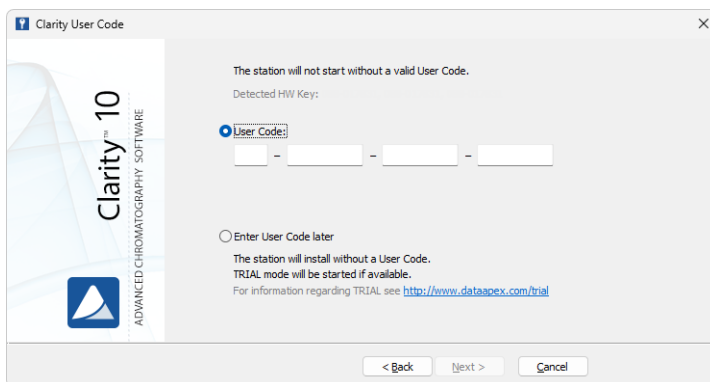 Clarity User Code
Clarity™ 10
ADVANCED CHROMATOGRAPHY SOFTWARE
The station will not start without a valid User Code.
Detected HW Key:
User Code:
– – –
Enter User Code later
The station will install without a User Code.
TRIAL mode will be started if available.
For information regarding TRIAL see http://www.dataapex.com/trial
< Back Next > Cancel